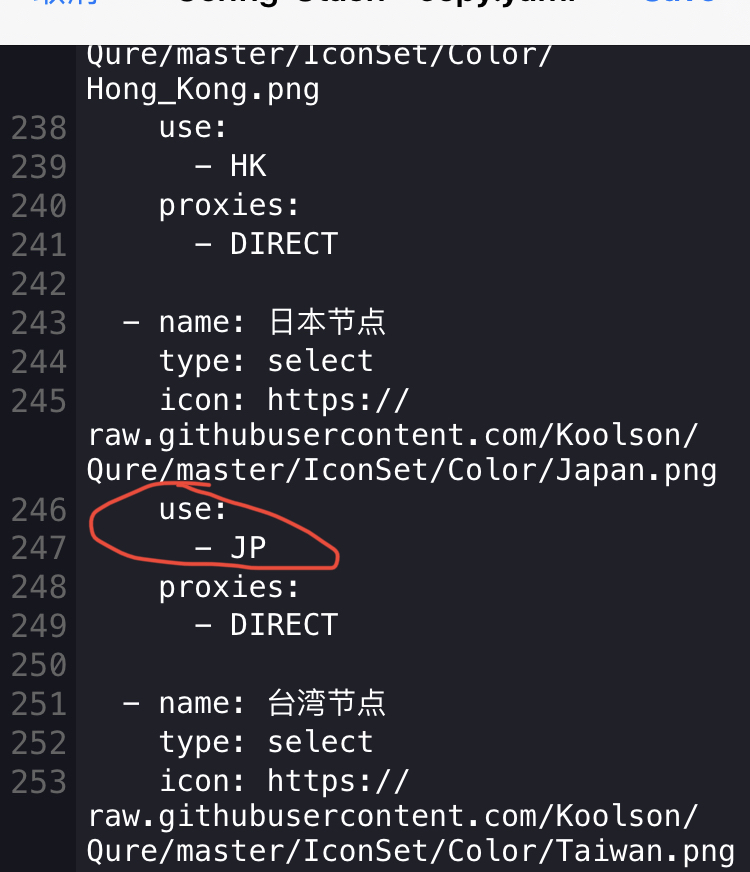 Qure/master/IconSet/Color/
Hong_Kong.png
238 use:
239 - HK
240 proxies:
241 - DIRECT
242
243 - name: 日本节点
244 type: select
245 icon: https://
raw.githubusercontent.com/Koolson/
Qure/master/IconSet/Color/Japan.png
246 use:
247 - JP
248 proxies:
249 - DIRECT
250
251 - name: 台湾节点
252 type: select
253 icon: https://
raw.githubusercontent.com/Koolson/
Qure/master/IconSet/Color/Taiwan.png